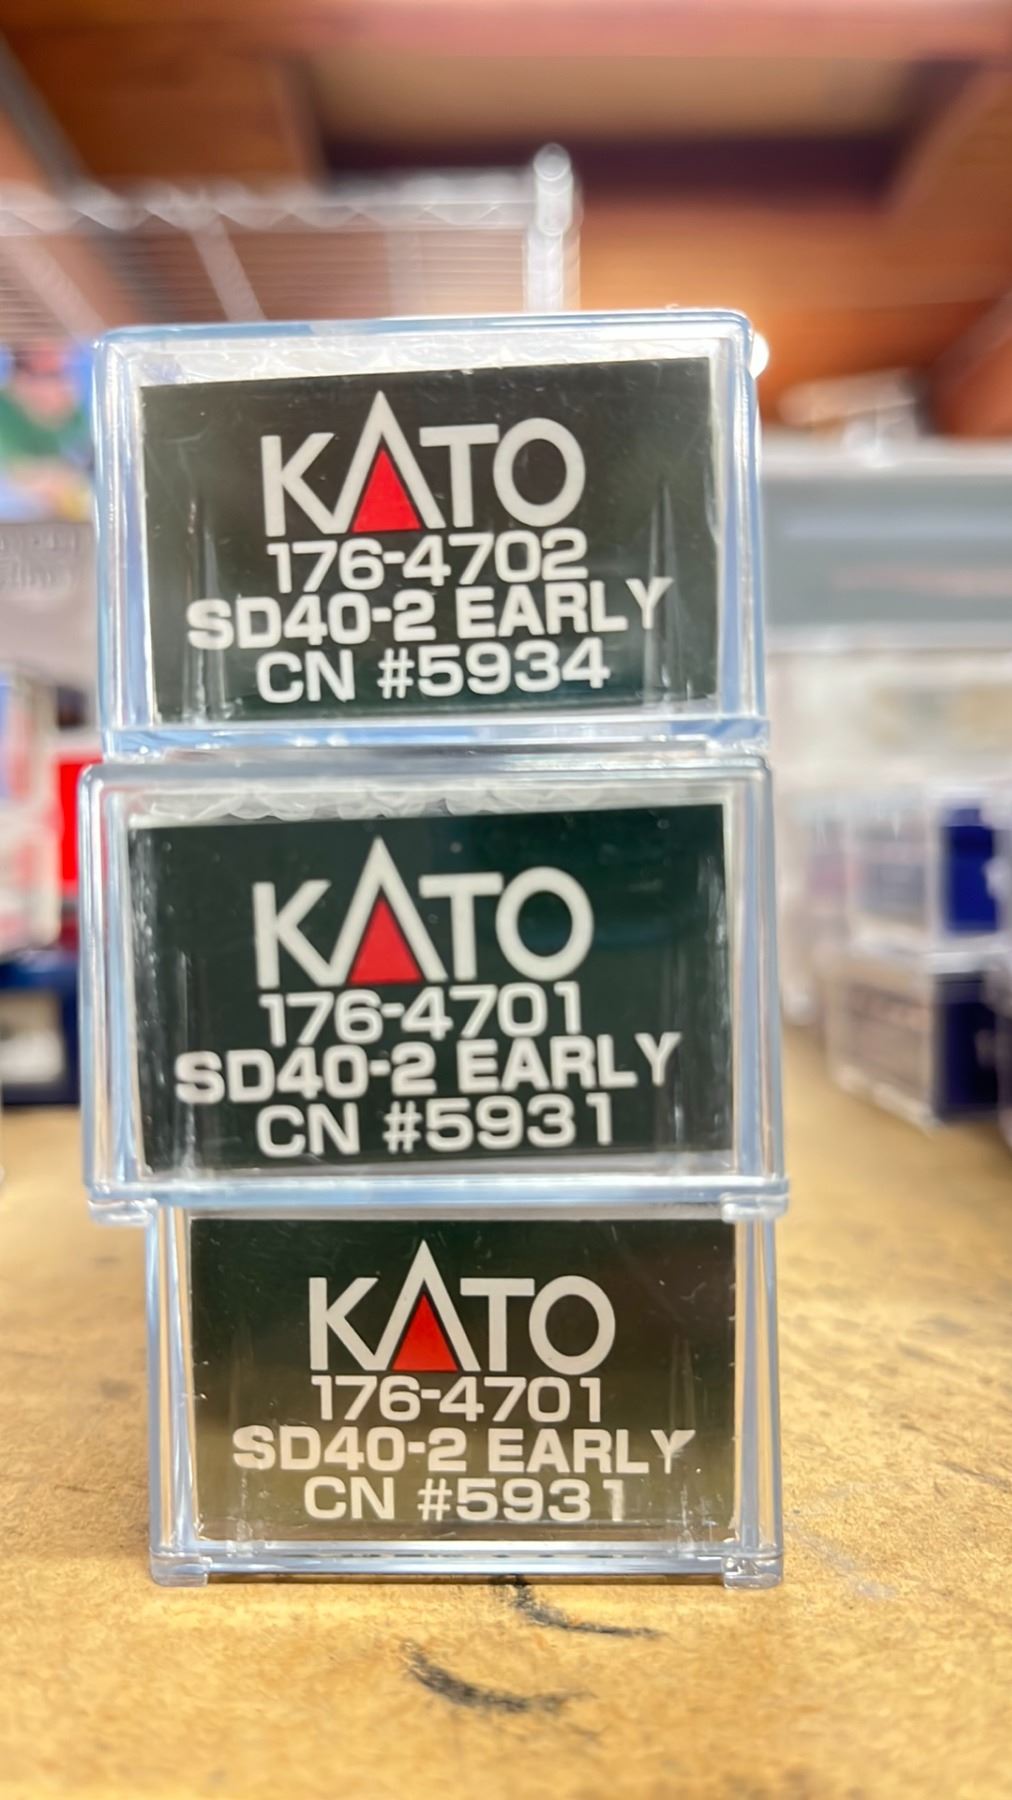 KATO
176-4702
SD40-2 EARLY
CN #5934
KATO
176-4701
SD40-2 EARLY
CN #5931
KATO
176-4701
SD40-2 EARLY
CN #5931